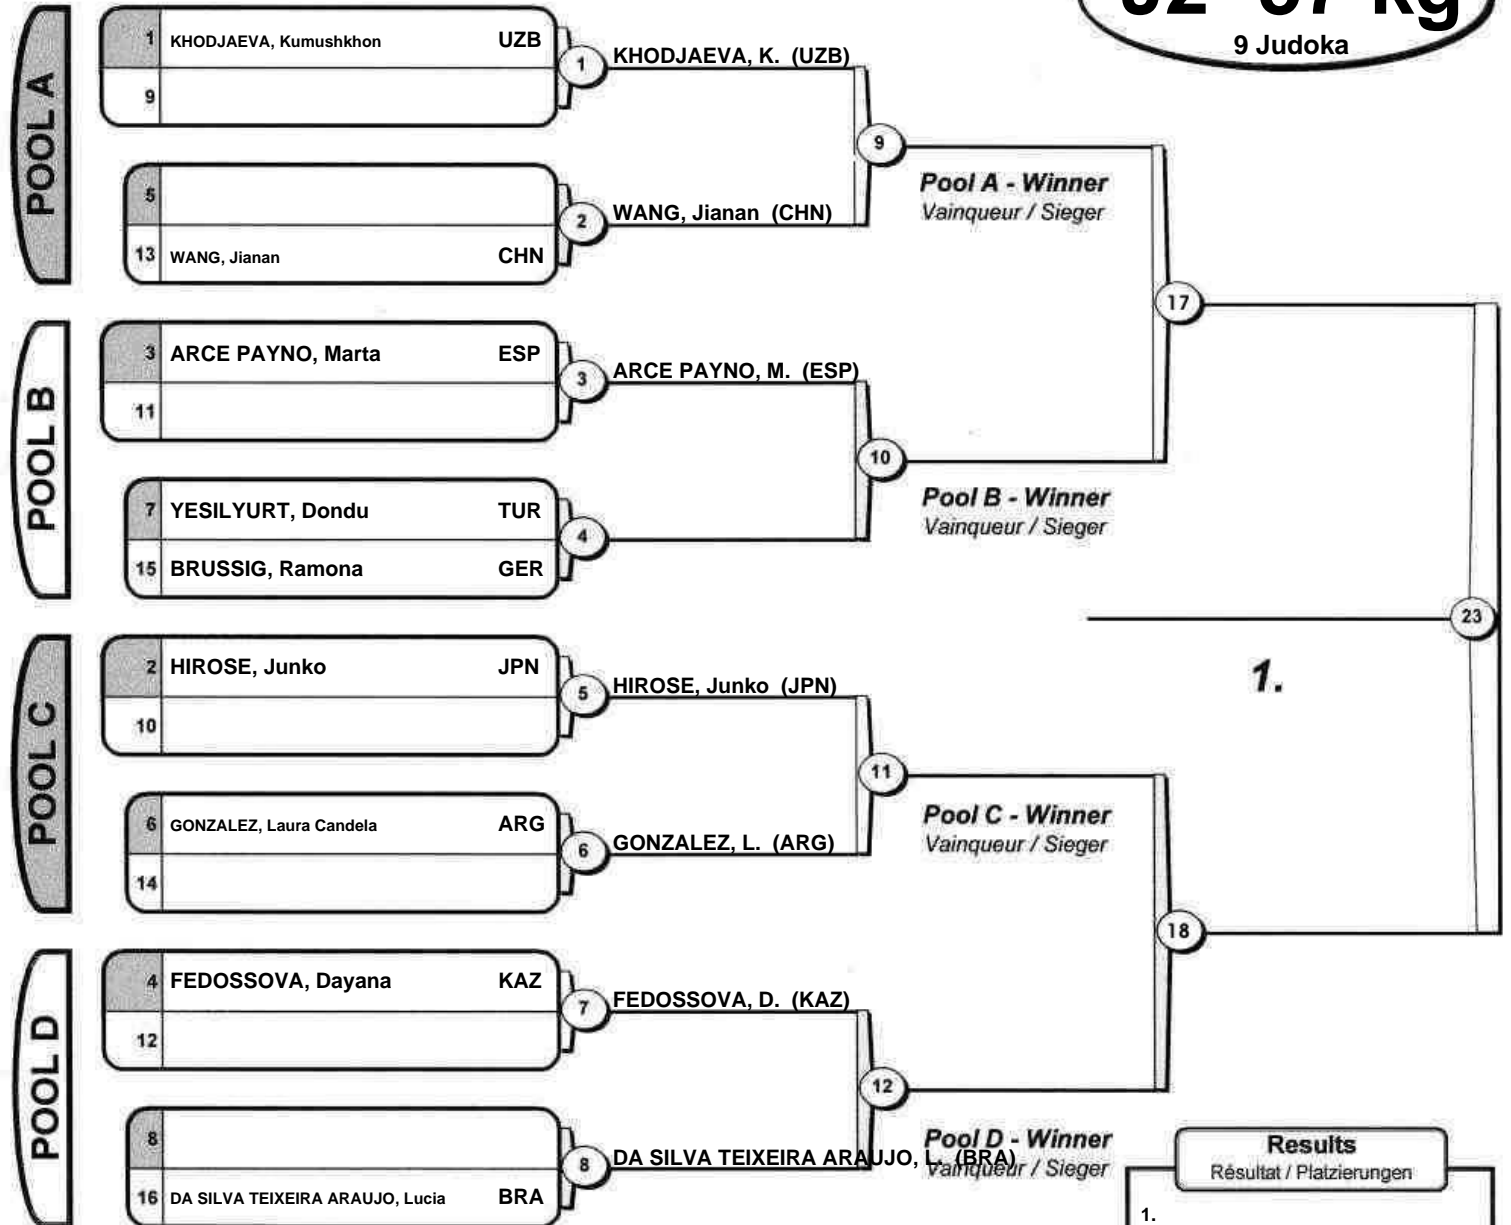 52 - 57 kg
9 Judoka
POOL A
1 KHODJAEVA, Kumushkhon UZB
9
1 KHODJAEVA, K. (UZB)
5
13 WANG, Jianan CHN
2 WANG, Jianan (CHN)
9
Pool A - Winner
Vainqueur / Sieger
17
POOL B
3 ARCE PAYNO, Marta ESP
11
3 ARCE PAYNO, M. (ESP)
7 YESILYURT, Dondu TUR
15 BRUSSIG, Ramona GER
4
10
Pool B - Winner
Vainqueur / Sieger
23
1.
POOL C
2 HIROSE, Junko JPN
10
5 HIROSE, Junko (JPN)
6 GONZALEZ, Laura Candela ARG
14
6 GONZALEZ, L. (ARG)
11
Pool C - Winner
Vainqueur / Sieger
18
POOL D
4 FEDOSSOVA, Dayana KAZ
12
7 FEDOSSOVA, D. (KAZ)
8
16 DA SILVA TEIXEIRA ARAUJO, Lucia BRA
8 DA SILVA TEIXEIRA ARAUJO, L. (BRA)
12
Pool D - Winner
Vainqueur / Sieger
Results
Résultat / Platzierungen
1.